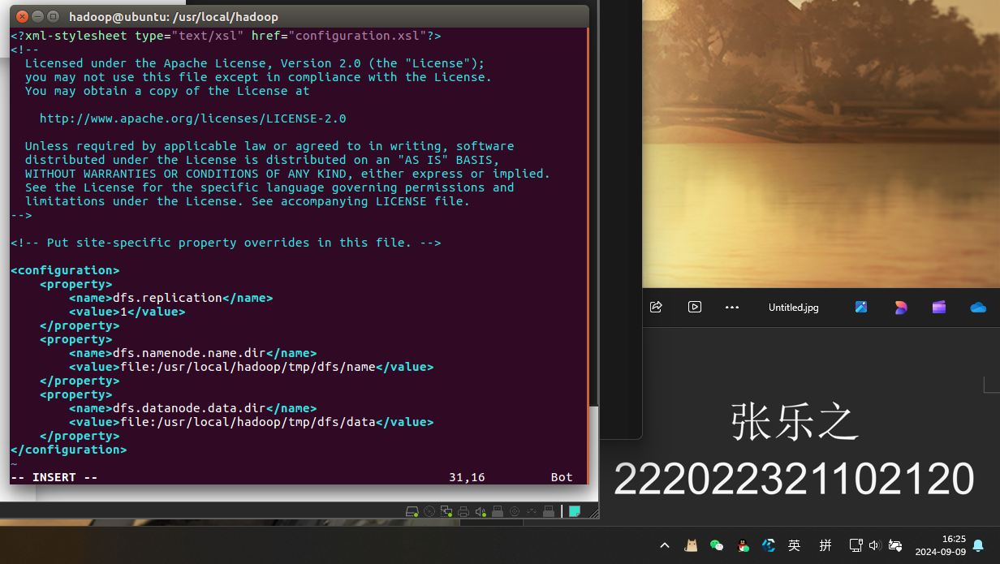 hadoop@ubuntu: /usr/local/hadoop
<?xml-stylesheet type="text/xsl" href="configuration.xsl"?>
<!--
  Licensed under the Apache License, Version 2.0 (the "License");
  you may not use this file except in compliance with the License.
  You may obtain a copy of the License at

    http://www.apache.org/licenses/LICENSE-2.0

  Unless required by applicable law or agreed to in writing, software
  distributed under the License is distributed on an "AS IS" BASIS,
  WITHOUT WARRANTIES OR CONDITIONS OF ANY KIND, either express or implied.
  See the License for the specific language governing permissions and
  limitations under the License. See accompanying LICENSE file.
-->

<!-- Put site-specific property overrides in this file. -->

<configuration>
    <property>
        <name>dfs.replication</name>
        <value>1</value>
    </property>
    <property>
        <name>dfs.namenode.name.dir</name>
        <value>file:/usr/local/hadoop/tmp/dfs/name</value>
    </property>
    <property>
        <name>dfs.datanode.data.dir</name>
        <value>file:/usr/local/hadoop/tmp/dfs/data</value>
    </property>
</configuration>
~
-- INSERT -- 31,16 Bot
Untitled.jpg
张乐之
222022321102120
英 拼 16:25
2024-09-09